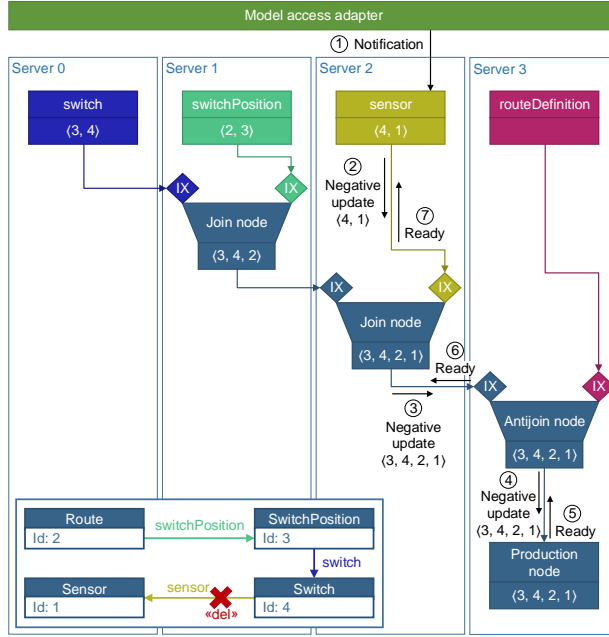 Model access adapter
① Notification
Server 0
Server 1
Server 2
Server 3
switch
⟨3, 4⟩
switchPosition
⟨2, 3⟩
sensor
⟨4, 1⟩
routeDefinition
②
Negative
update
⟨4, 1⟩
⑦
Ready
IX
IX
Join node
⟨3, 4, 2⟩
IX
IX
Join node
⟨3, 4, 2, 1⟩
⑥
Ready
③
Negative
update
⟨3, 4, 2, 1⟩
IX
IX
Antijoin node
⟨3, 4, 2, 1⟩
④
Negative
update
⟨3, 4, 2, 1⟩
⑤
Ready
Production
node
⟨3, 4, 2, 1⟩
Route
Id: 2
switchPosition
SwitchPosition
Id: 3
switch
Sensor
Id: 1
sensor
«del»
Switch
Id: 4